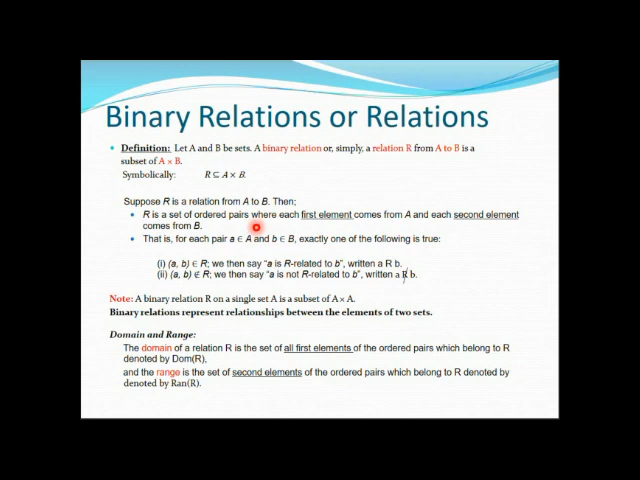 Binary Relations or Relations
• Definition: Let A and B be sets. A binary relation or, simply, a relation R from A to B is a
subset of A × B.
Symbolically: R ⊆ A × B.
Suppose R is a relation from A to B. Then;
• R is a set of ordered pairs where each first element comes from A and each second element
comes from B.
• That is, for each pair a ∈ A and b ∈ B, exactly one of the following is true:
(i) (a, b) ∈ R; we then say “a is R-related to b”, written a R b.
(ii) (a, b) ∉ R; we then say “a is not R-related to b”, written a R̸ b.
Note: A binary relation R on a single set A is a subset of A× A.
Binary relations represent relationships between the elements of two sets.
Domain and Range:
The domain of a relation R is the set of all first elements of the ordered pairs which belong to R
denoted by Dom(R),
and the range is the set of second elements of the ordered pairs which belong to R denoted by
denoted by Ran(R).